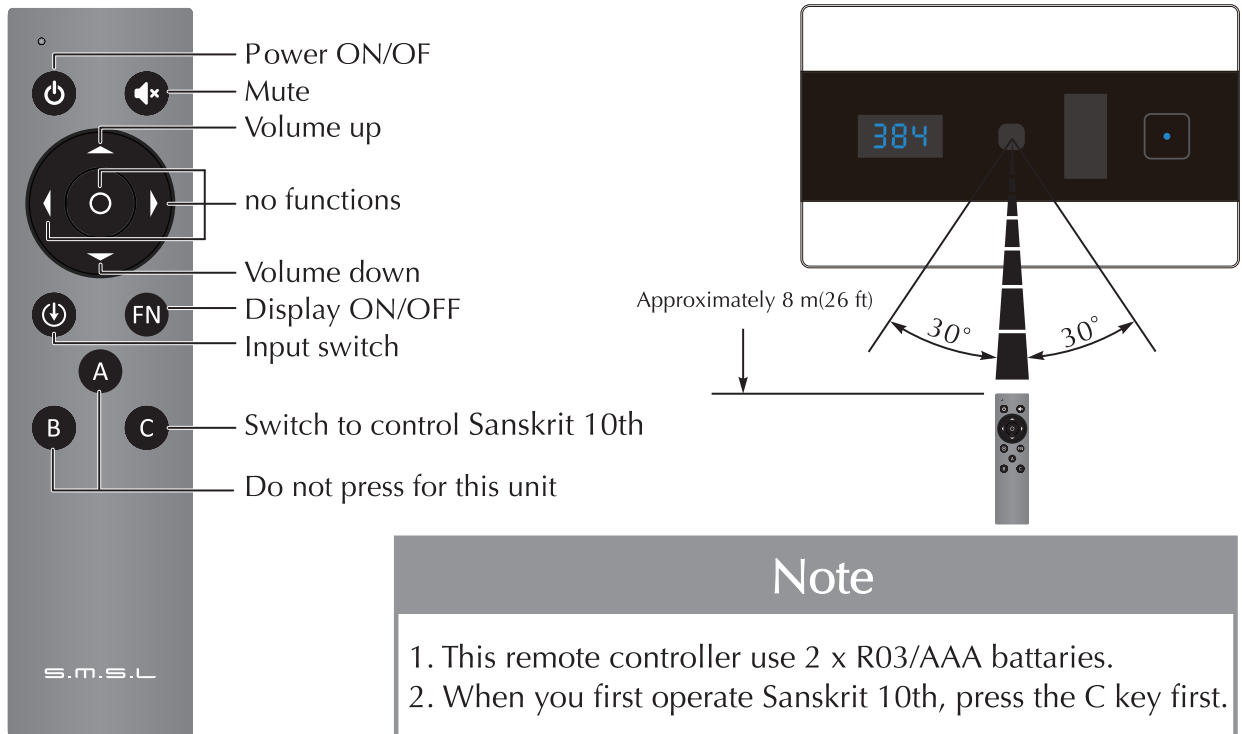 Power ON/OF
Mute
Volume up
no functions
Volume down
FN
Display ON/OFF
Input switch
A
B
C
Switch to control Sanskrit 10th
Do not press for this unit
S.M.S.L
384
Approximately 8 m(26 ft)
30°
30°
Note
1. This remote controller use 2 x R03/AAA battaries.
2. When you first operate Sanskrit 10th, press the C key first.